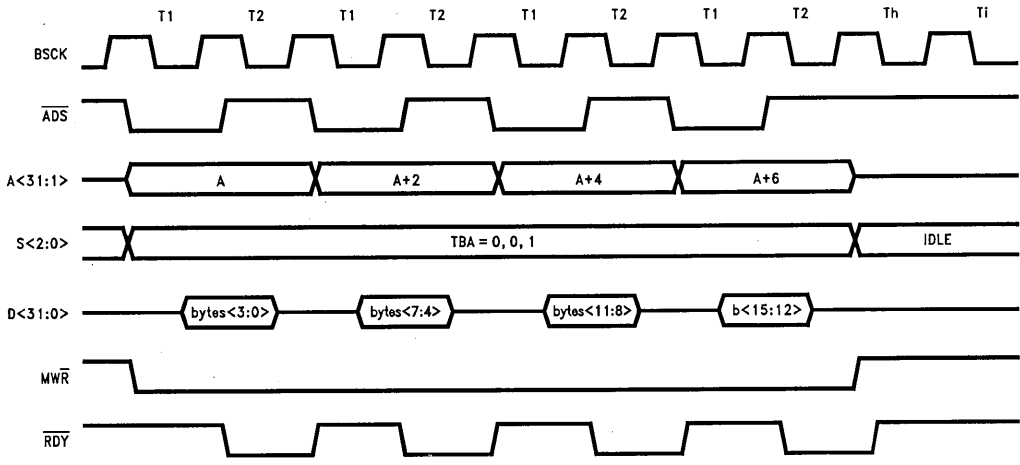 T1 T2 T1 T2 T1 T2 T1 T2 Th Ti
BSCK
ADS
A<31:1> A A+2 A+4 A+6
S<2:0> TBA = 0, 0, 1 IDLE
D<31:0> bytes<3:0> bytes<7:4> bytes<11:8> b<15:12>
MWR̅
RDY